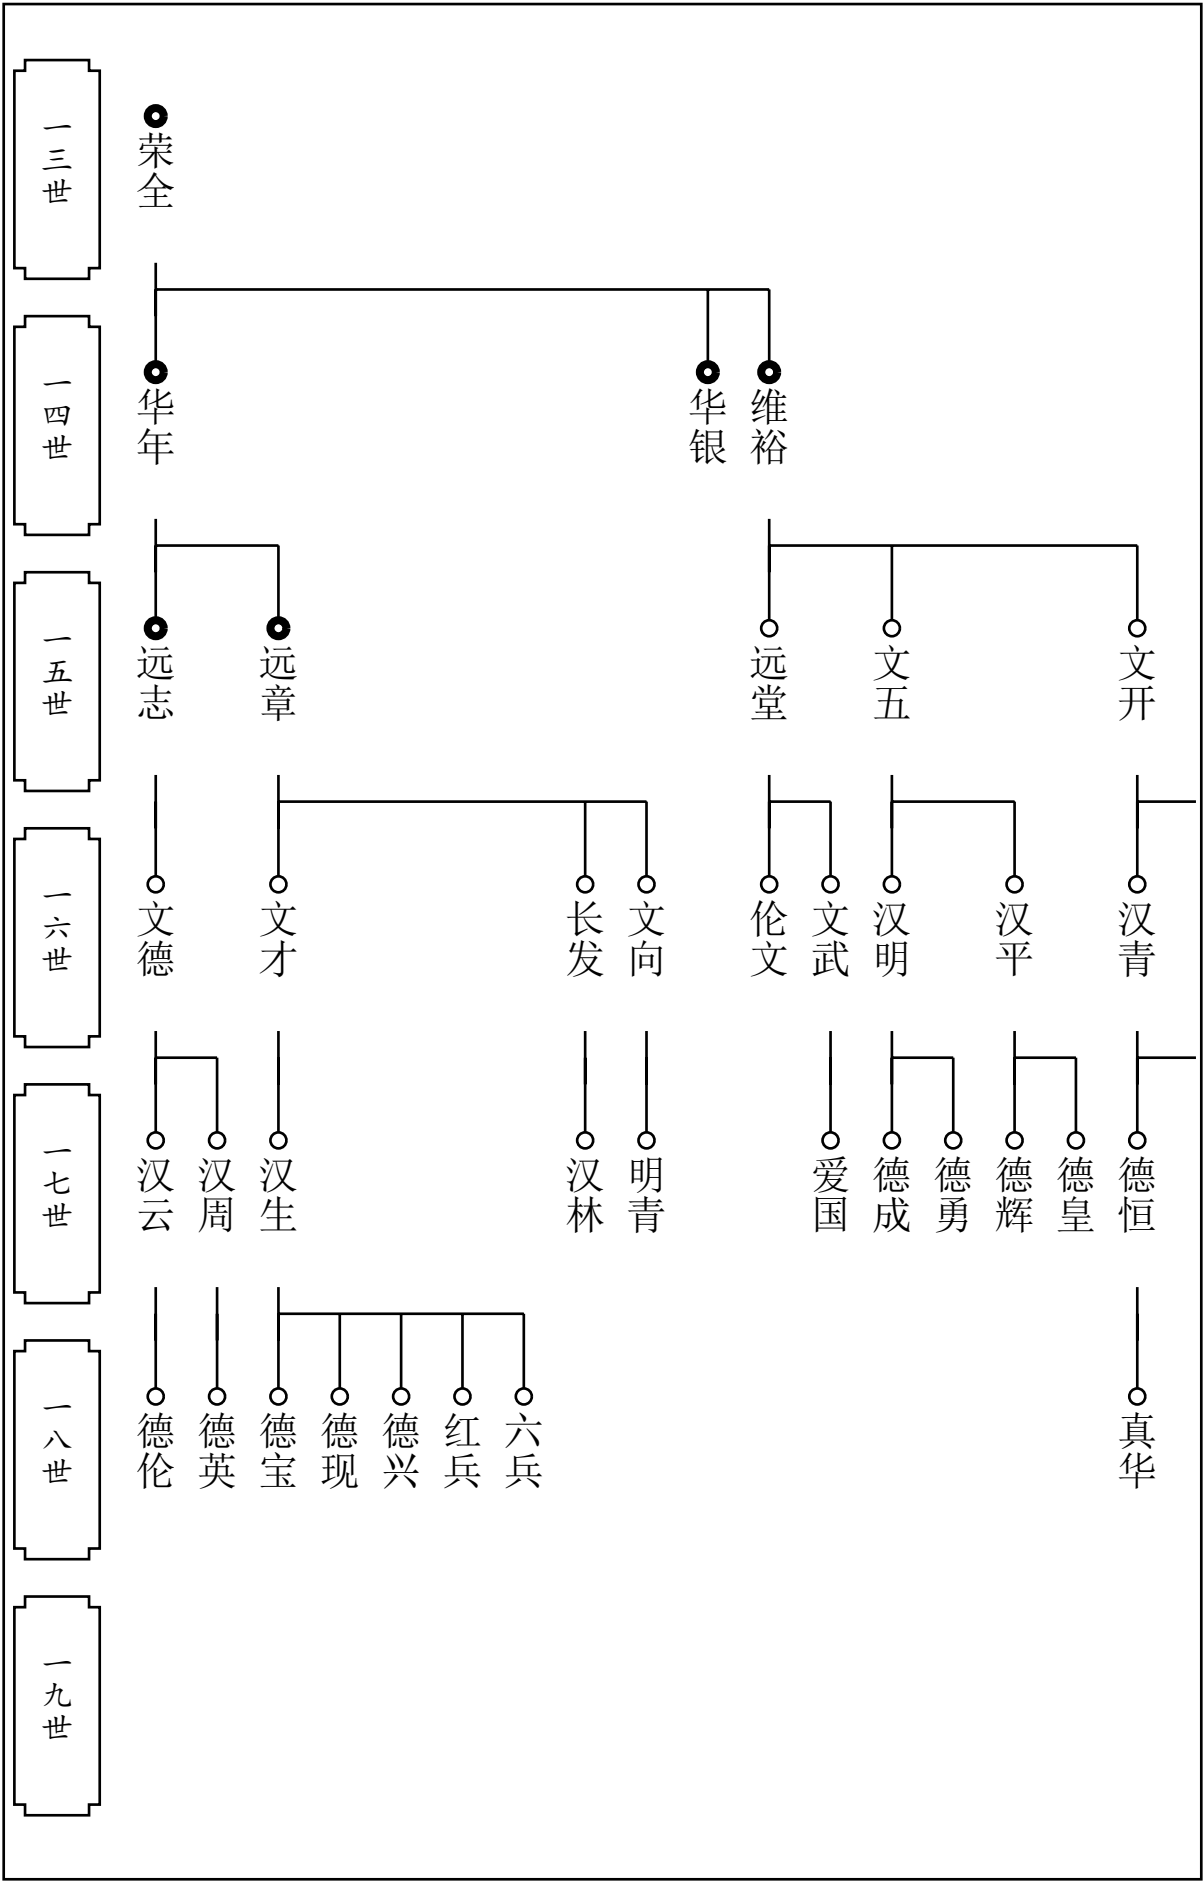 一三世
荣全
一四世
华年
华银
维裕
一五世
远志
远章
远堂
文五
文开
一六世
文德
文才
长发
文向
伦文
文武
汉明
汉平
汉青
一七世
汉云
汉周
汉生
汉林
明青
爱国
德成
德勇
德辉
德皇
德恒
一八世
德伦
德英
德宝
德现
德兴
红兵
六兵
真华
一九世